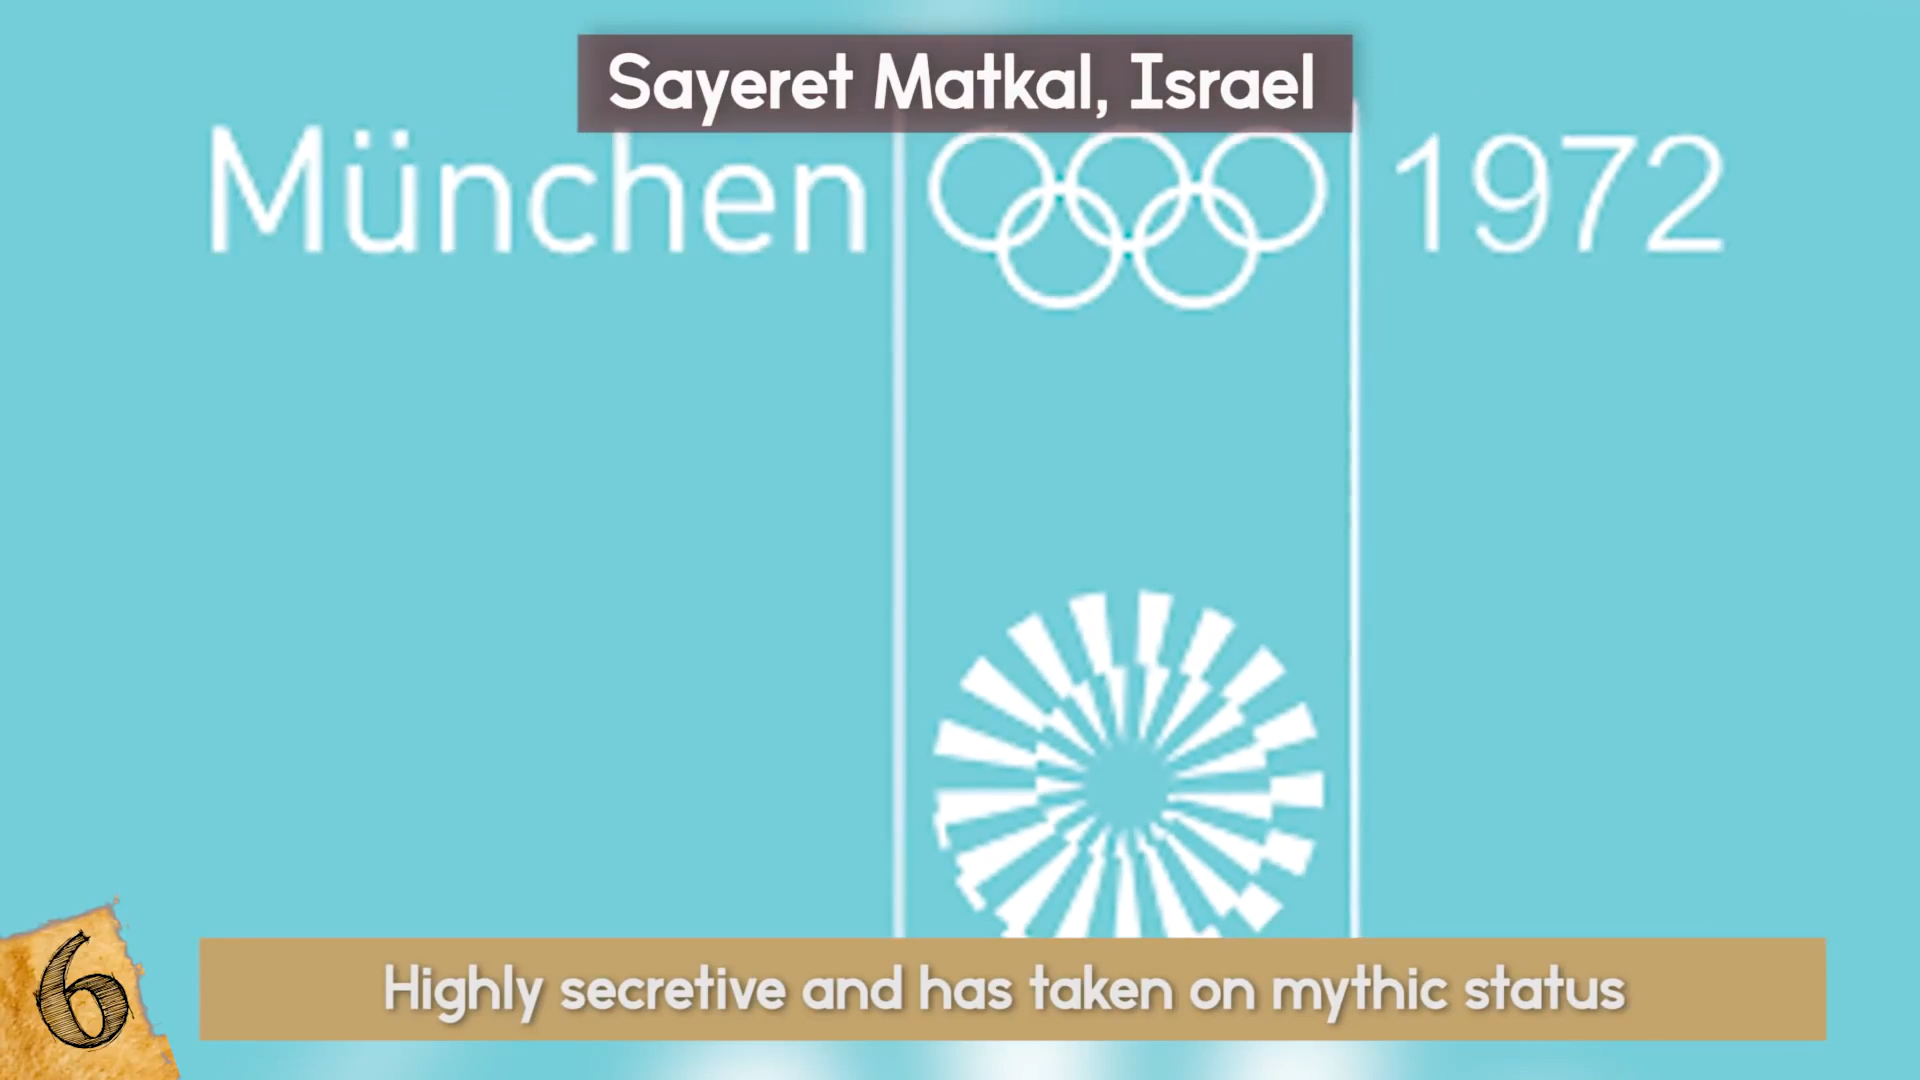 Sayeret Matkal, Israel
München 1972
Highly secretive and has taken on mythic status
6